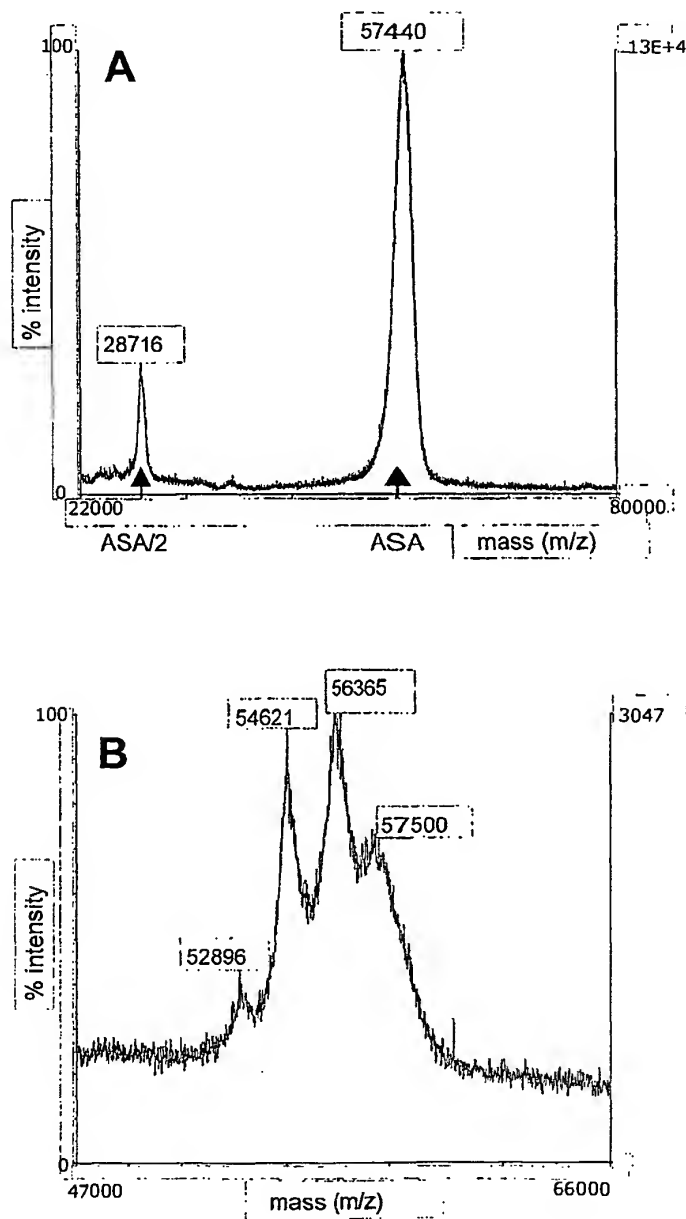 A
57440
100
13E+4
% intensity
28716
0
22000
80000
ASA/2
ASA
mass (m/z)
B
56365
54621
100
3047
57500
% intensity
52896
0
47000
66000
mass (m/z)